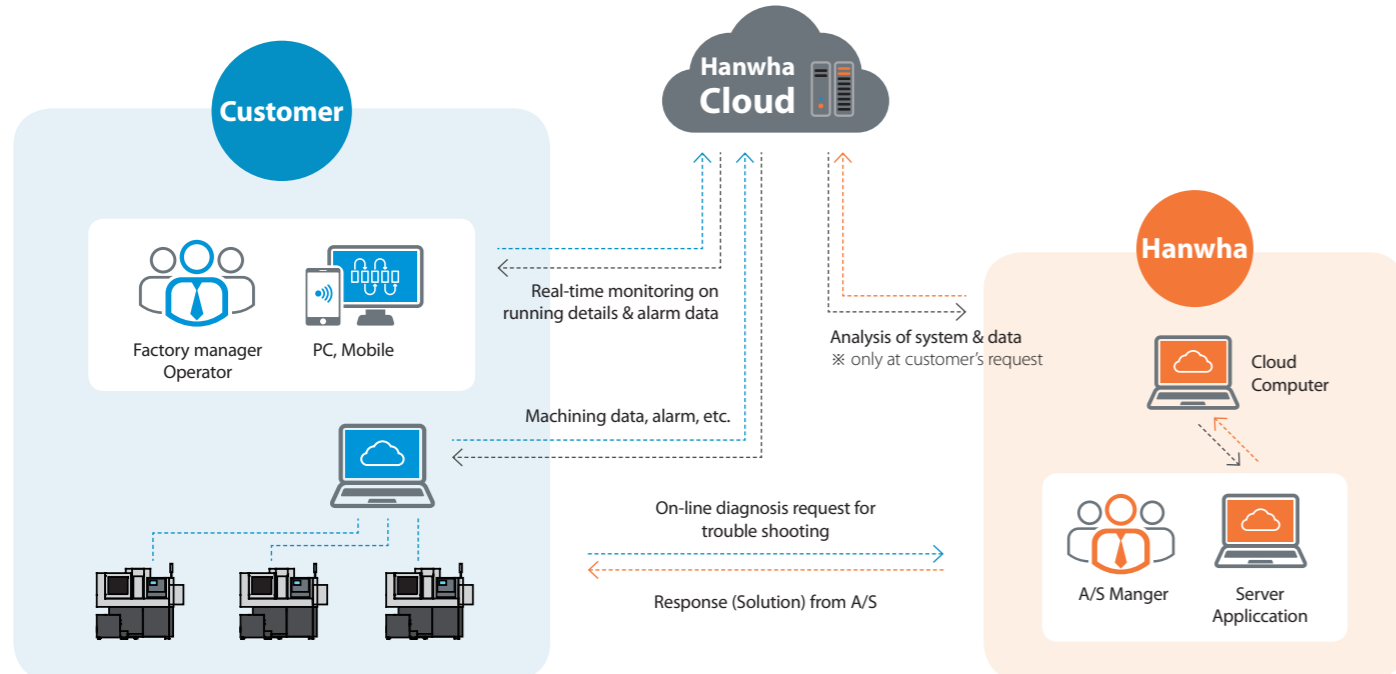 Hanwha
Cloud
Customer
Hanwha
Real-time monitoring on
running details & alarm data
Factory manager
Operator
PC, Mobile
Analysis of system & data
※ only at customer's request
Cloud
Computer
Machining data, alarm, etc.
On-line diagnosis request for
trouble shooting
Response (Solution) from A/S
A/S Manger
Server
Appliccation